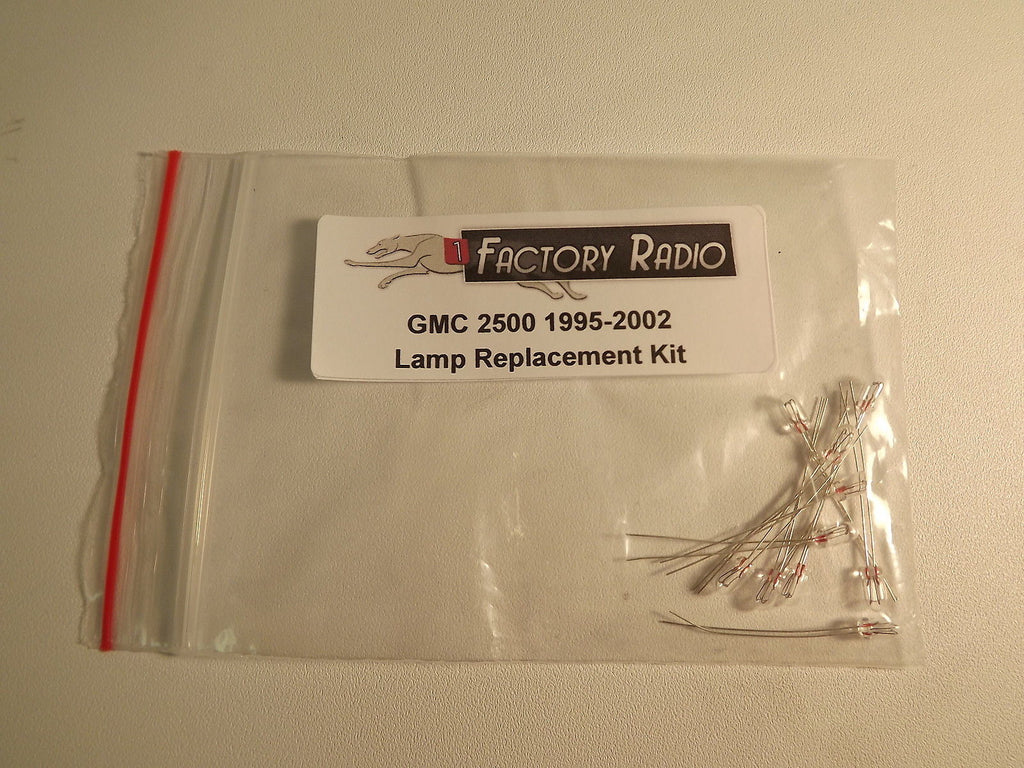 1 FACTORY RADIO
GMC 2500 1995-2002
Lamp Replacement Kit